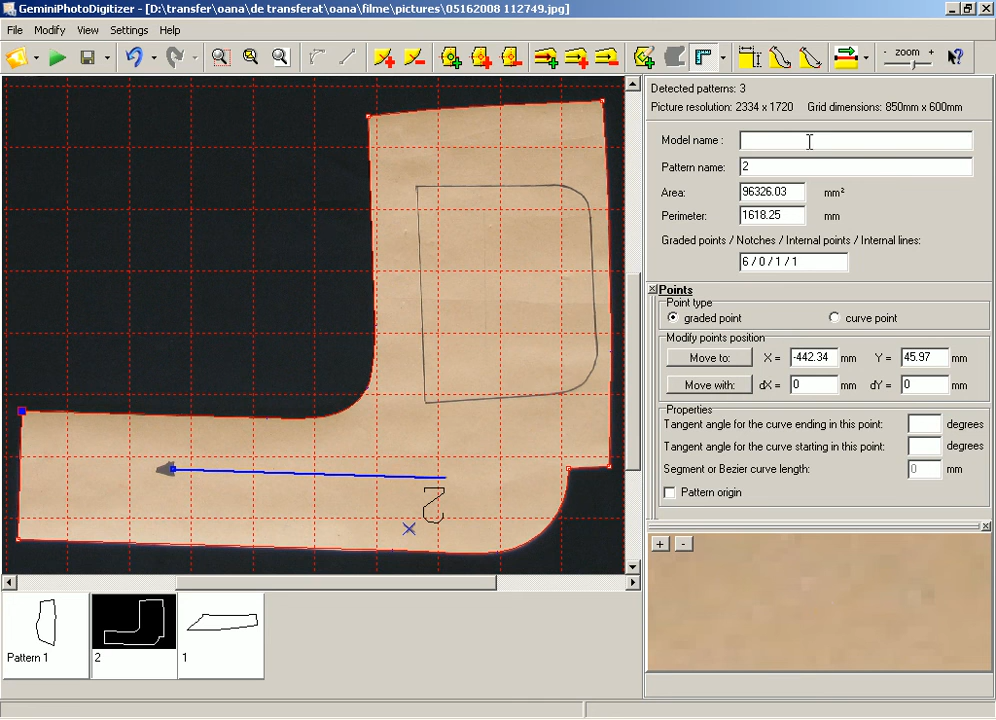 GeminiPhotoDigitizer - [D:\transfer\oana\de transferat\oana\filme\pictures\05162008 112749.jpg]
File Modify View Settings Help
- zoom +
Detected patterns: 3
Picture resolution: 2334 x 1720 Grid dimensions: 850mm x 600mm
Model name :
Pattern name: 2
Area: 96326.03 mm²
Perimeter: 1618.25 mm
Graded points / Notches / Internal points / Internal lines:
6 / 0 / 1 / 1
Points
Point type
graded point curve point
Modify points position
Move to: X = -442.34 mm Y = 45.97 mm
Move with: dX = 0 mm dY = 0 mm
Properties
Tangent angle for the curve ending in this point: degrees
Tangent angle for the curve starting in this point: degrees
Segment or Bezier curve length: 0 mm
Pattern origin
+ -
2
Pattern 1
2
1